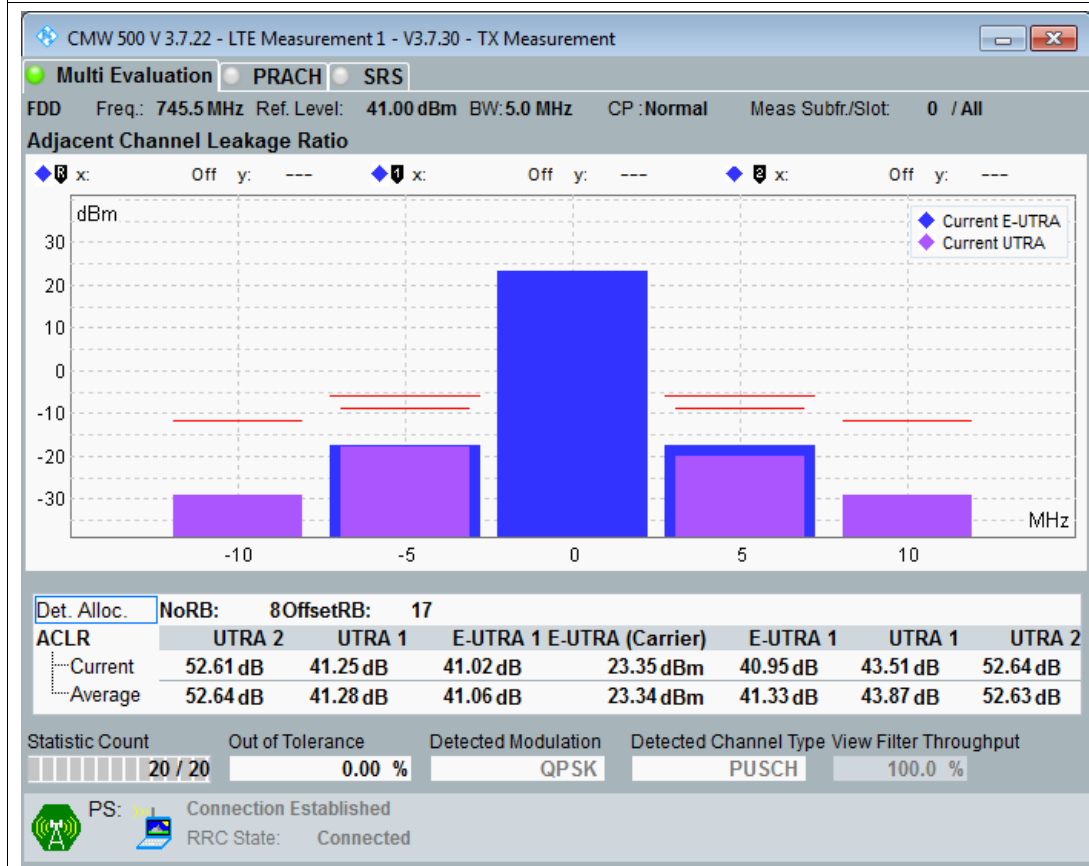 CMW 500 V 3.7.22 - LTE Measurement 1 - V3.7.30 - TX Measurement
Multi Evaluation PRACH SRS
FDD Freq.: 745.5 MHz Ref. Level: 41.00 dBm BW: 5.0 MHz CP : Normal Meas Subfr./Slot: 0 / All
Adjacent Channel Leakage Ratio
R x: Off y: --- 1 x: Off y: --- 2 x: Off y: ---
dBm
Current E-UTRA
Current UTRA
30
20
10
0
-10
-20
-30
MHz
-10 -5 0 5 10
Det. Alloc. NoRB: 8 OffsetRB: 17
ACLR UTRA 2 UTRA 1 E-UTRA 1 E-UTRA (Carrier) E-UTRA 1 UTRA 1 UTRA 2
Current 52.61 dB 41.25 dB 41.02 dB 23.35 dBm 40.95 dB 43.51 dB 52.64 dB
Average 52.64 dB 41.28 dB 41.06 dB 23.34 dBm 41.33 dB 43.87 dB 52.63 dB
Statistic Count Out of Tolerance Detected Modulation Detected Channel Type View Filter Throughput
20 / 20 0.00 % QPSK PUSCH 100.0 %
PS: Connection Established
RRC State: Connected